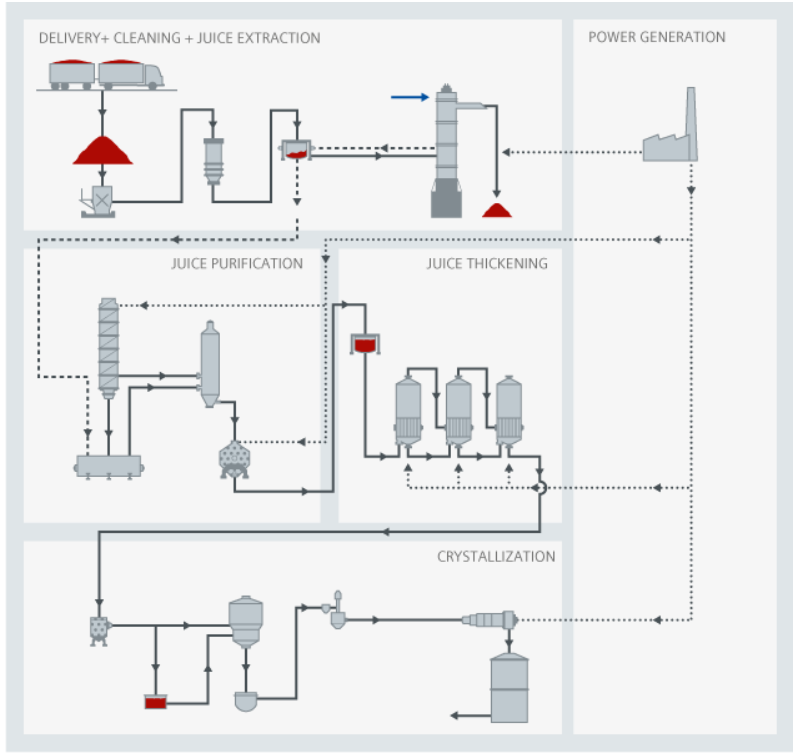 DELIVERY+ CLEANING + JUICE EXTRACTION
POWER GENERATION
JUICE PURIFICATION
JUICE THICKENING
CRYSTALLIZATION